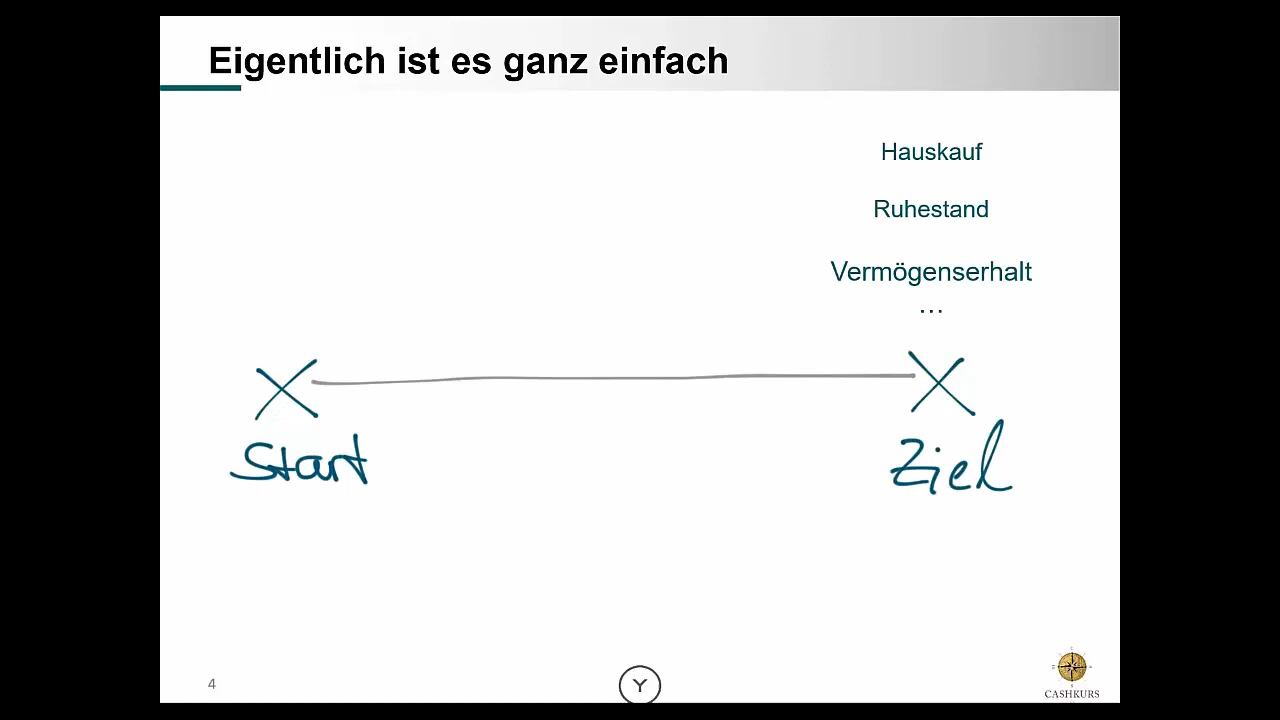 Eigentlich ist es ganz einfach
Hauskauf
Ruhestand
Vermögenserhalt
...
Start
Ziel
4
Y
CASHKURS